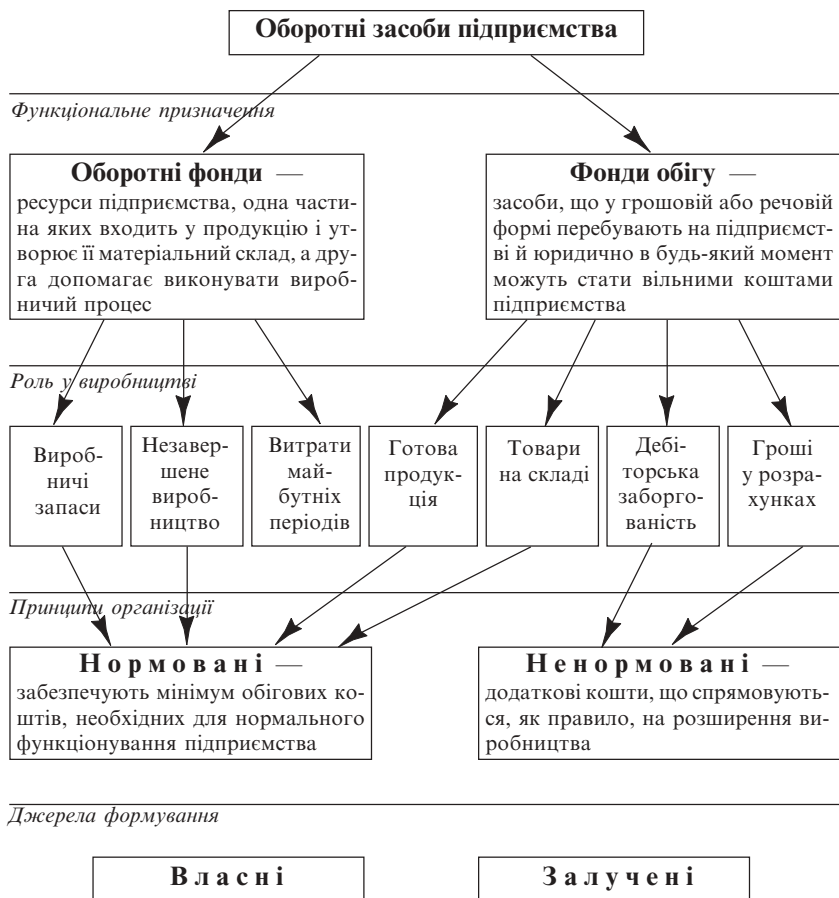 Оборотні засоби підприємства
Функціональне призначення
Оборотні фонди —
ресурси підприємства, одна части-
на яких входить у продукцію і ут-
ворює її матеріальний склад, а дру-
га допомагає виконувати вироб-
ничий процес
Фонди обігу —
засоби, що у грошовій або речовій
формі перебувають на підприємст-
ві й юридично в будь-який момент
можуть стати вільними коштами
підприємства
Роль у виробництві
Вироб-
ничі
запаси
Незавер-
шене
вироб-
ництво
Витрати
май-
бутніх
періодів
Готова
продук-
ція
Товари
на складі
Дебі-
торська
заборго-
ваність
Гроші
у розра-
хунках
Принципи організації
Нормовані —
забезпечують мінімум обігових ко-
штів, необхідних для нормального
функціонування підприємства
Ненормовані —
додаткові кошти, що спрямовують-
ся, як правило, на розширення ви-
робництва
Джерела формування
Власні
Залучені